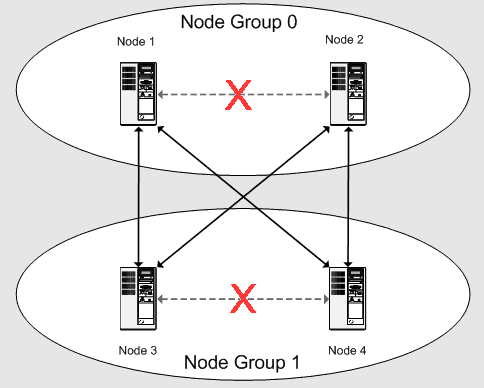 Node Group 0
Node 1
Node 2
X
X
Node 3
Node 4
Node Group 1